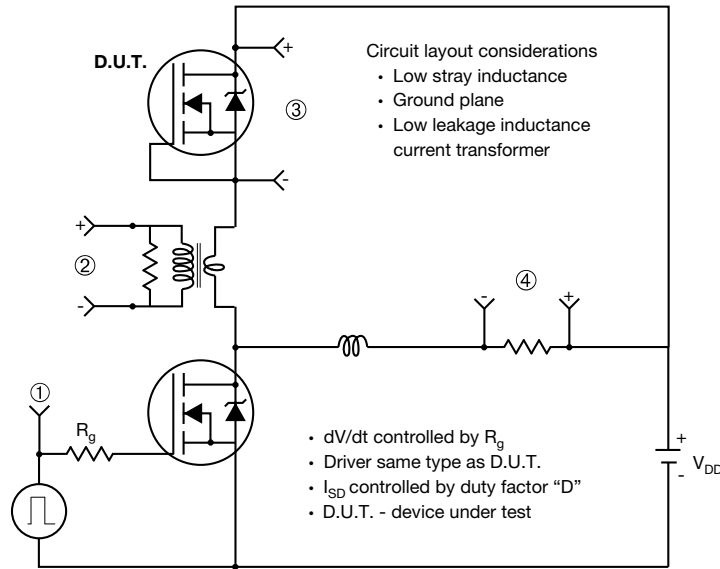 D.U.T.
+
③
-
Circuit layout considerations
• Low stray inductance
• Ground plane
• Low leakage inductance
current transformer
+
②
-
④
- +
①
Rg
• dV/dt controlled by Rg
• Driver same type as D.U.T.
• ISD controlled by duty factor “D”
• D.U.T. - device under test
+
VDD
-